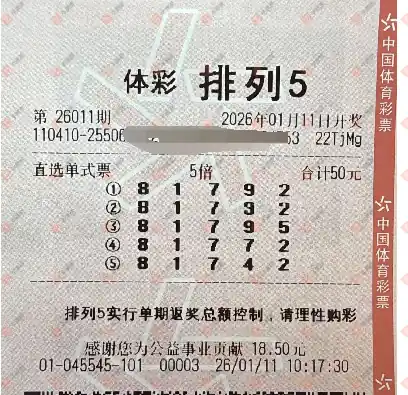 体彩 排列5
第 26011期 2026年01月11日开奖
110410-25506 53 22TjMg
直选单式票 5倍 合计50元
① 8 1 7 9 2
② 8 1 7 3 2
③ 8 1 7 9 5
④ 8 1 7 7 2
⑤ 8 1 7 4 2
排列5实行单期返奖总额控制，请理性购彩
感谢您为公益事业贡献 18.50元
01-045545-101 00003 26/01/11 10:17:30
中国体育彩票
中国体育彩票